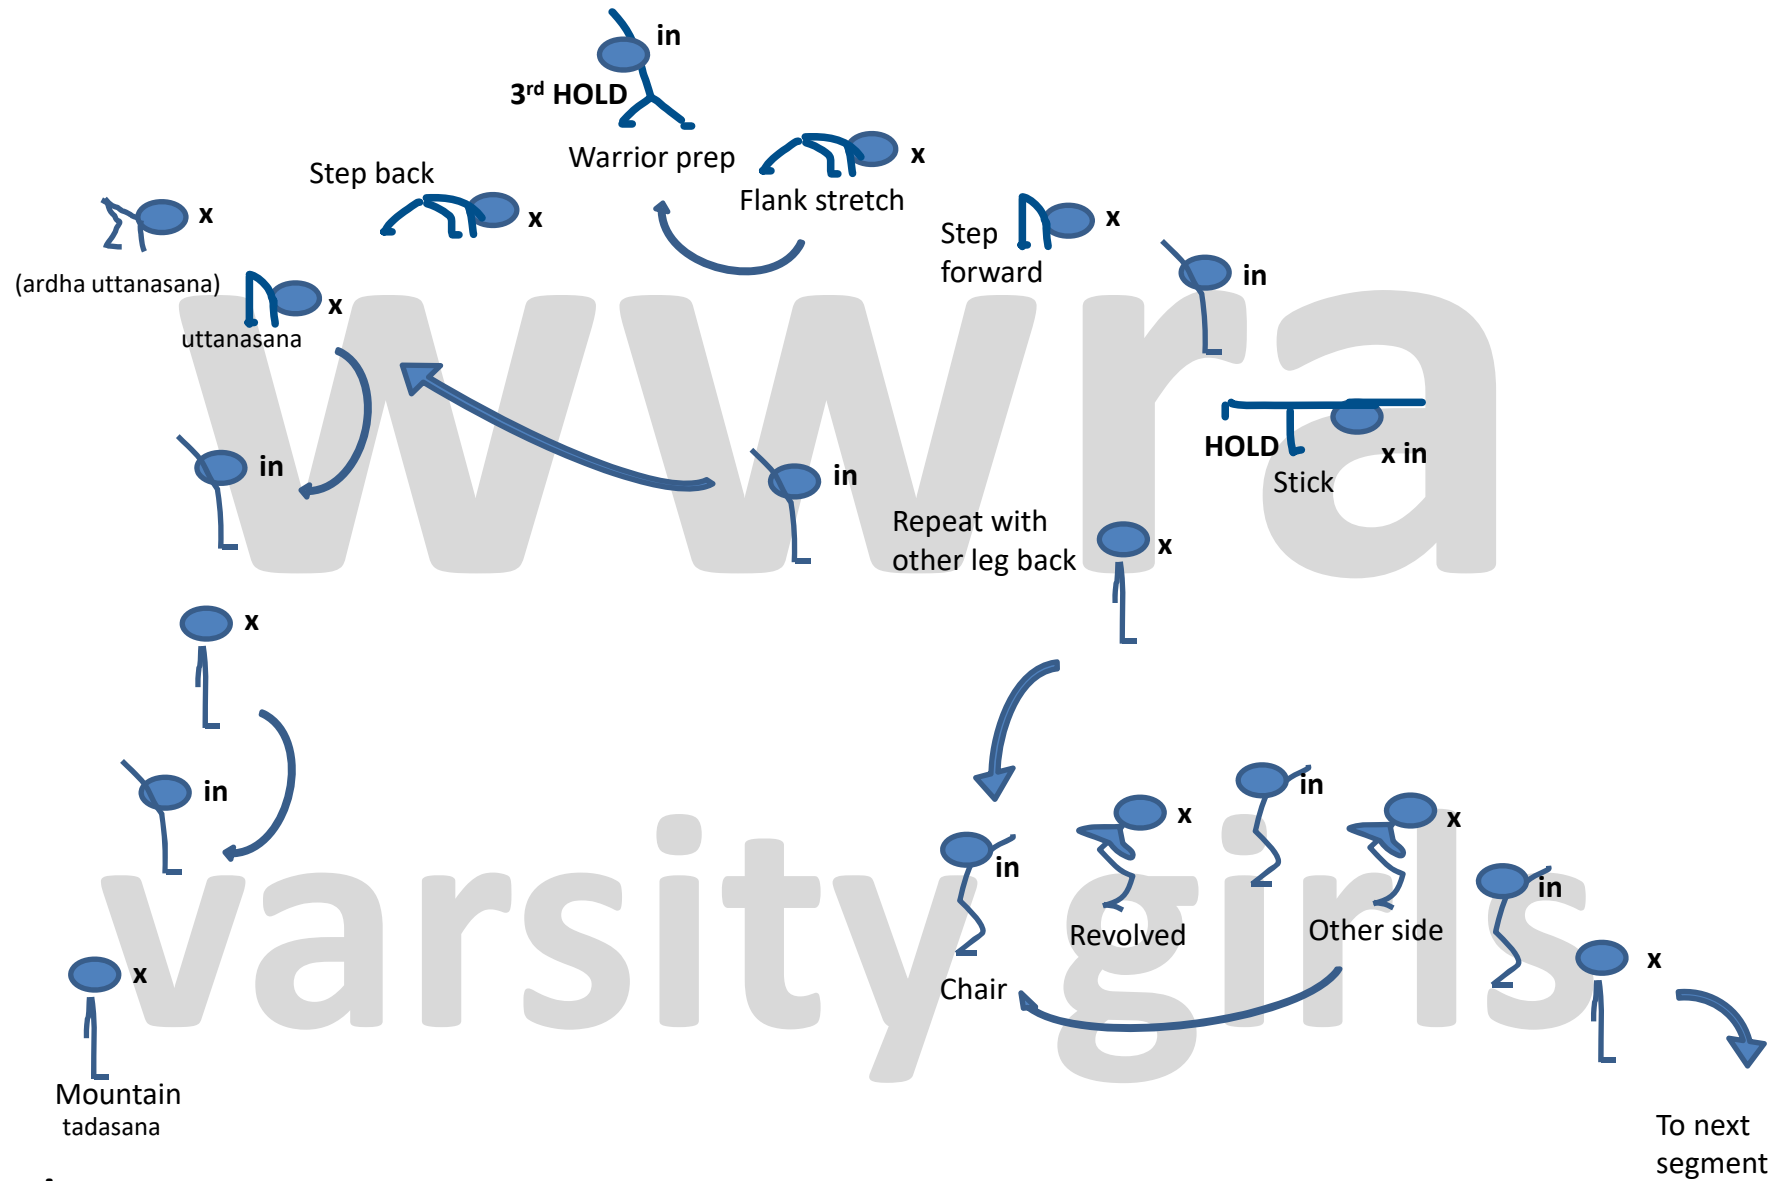 in
3rd HOLD
Warrior prep
x
Flank stretch
Step back
x
x
(ardha uttanasana)
x
uttanasana
Step
forward
x
in
in
in
HOLD
x in
Stick
Repeat with
other leg back
x
x
in
x
Mountain
tadasana
in
Chair
x
Revolved
in
x
Other side
in
x
To next
segment
wwra
varsity girls